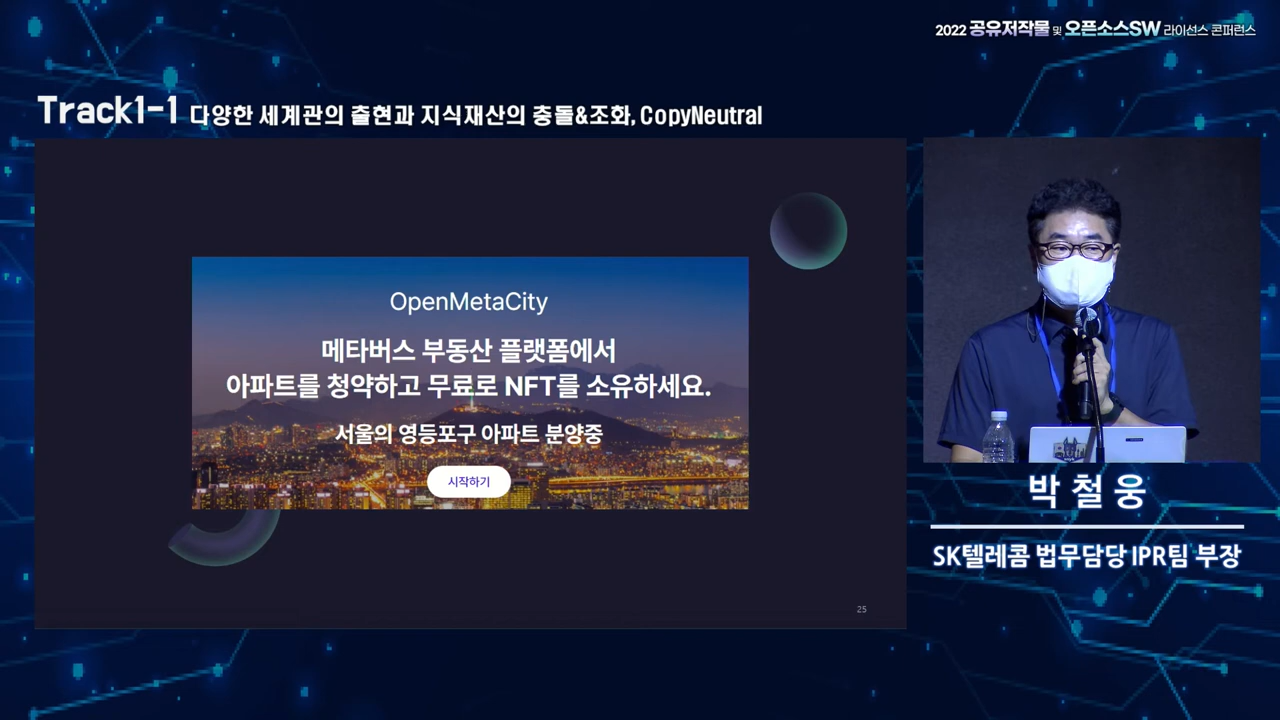 2022 공유저작물 및 오픈소스SW 라이선스 콘퍼런스
Track1-1 다양한 세계관의 출현과 지식재산의 충돌&조화, CopyNeutral
OpenMetaCity
메타버스 부동산 플랫폼에서
아파트를 청약하고 무료로 NFT를 소유하세요.
서울의 영등포구 아파트 분양중
시작하기
25
박철웅
SK텔레콤 법무담당 IPR팀 부장